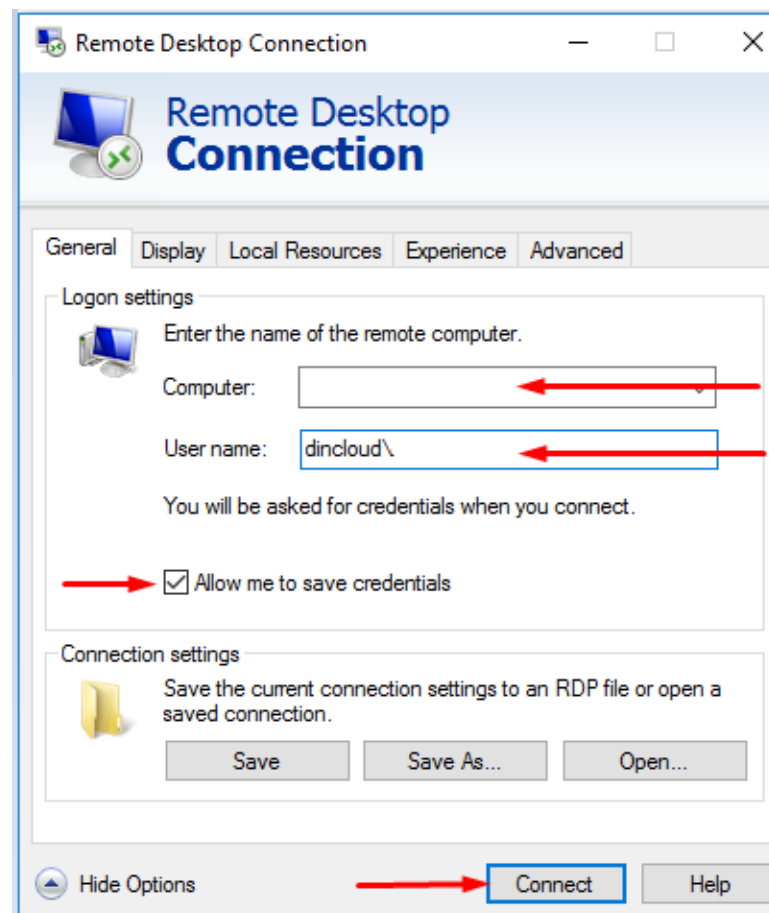 Remote Desktop Connection
Remote Desktop
Connection
General Display Local Resources Experience Advanced
Logon settings
Enter the name of the remote computer.
Computer:
User name: dincloud\.
You will be asked for credentials when you connect.
Allow me to save credentials
Connection settings
Save the current connection settings to an RDP file or open a
saved connection.
Save Save As... Open...
Hide Options Connect Help